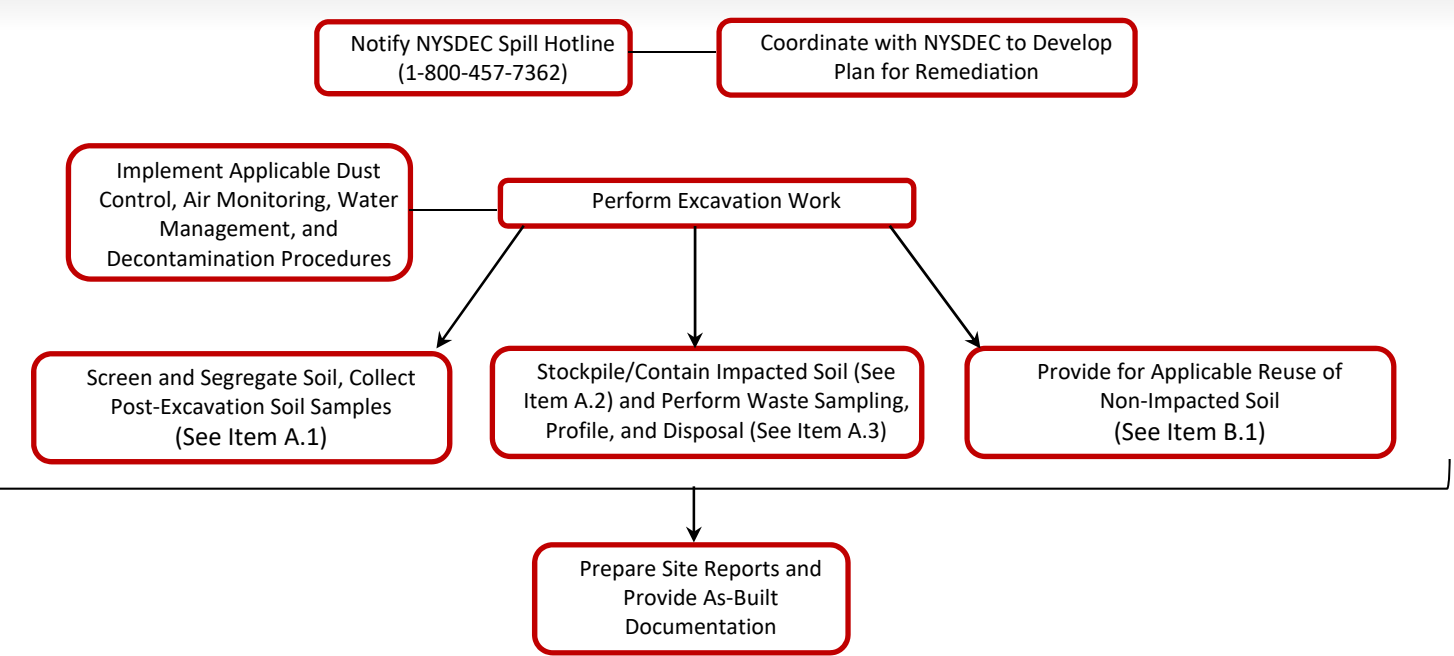 Notify NYSDEC Spill Hotline
(1-800-457-7362)
Coordinate with NYSDEC to Develop
Plan for Remediation
Implement Applicable Dust
Control, Air Monitoring, Water
Management, and
Decontamination Procedures
Perform Excavation Work
Screen and Segregate Soil, Collect
Post-Excavation Soil Samples
(See Item A.1)
Stockpile/Contain Impacted Soil (See
Item A.2) and Perform Waste Sampling,
Profile, and Disposal (See Item A.3)
Provide for Applicable Reuse of
Non-Impacted Soil
(See Item B.1)
Prepare Site Reports and
Provide As-Built
Documentation